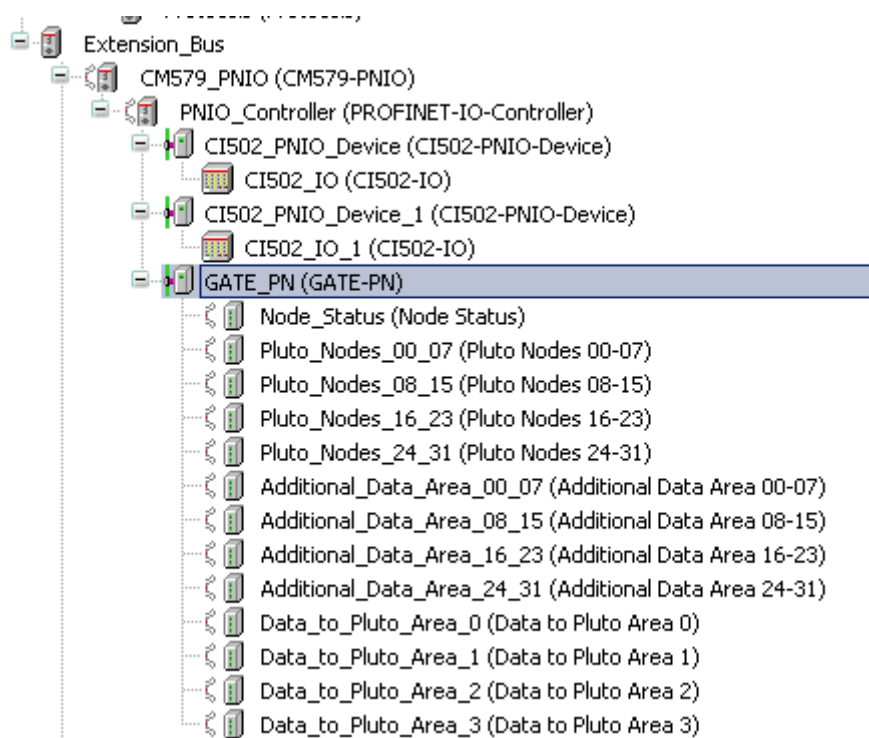 Extension_Bus
CM579_PNIO (CM579-PNIO)
PNIO_Controller (PROFINET-IO-Controller)
CI502_PNIO_Device (CI502-PNIO-Device)
CI502_IO (CI502-IO)
CI502_PNIO_Device_1 (CI502-PNIO-Device)
CI502_IO_1 (CI502-IO)
GATE_PN (GATE-PN)
Node_Status (Node Status)
Pluto_Nodes_00_07 (Pluto Nodes 00-07)
Pluto_Nodes_08_15 (Pluto Nodes 08-15)
Pluto_Nodes_16_23 (Pluto Nodes 16-23)
Pluto_Nodes_24_31 (Pluto Nodes 24-31)
Additional_Data_Area_00_07 (Additional Data Area 00-07)
Additional_Data_Area_08_15 (Additional Data Area 08-15)
Additional_Data_Area_16_23 (Additional Data Area 16-23)
Additional_Data_Area_24_31 (Additional Data Area 24-31)
Data_to_Pluto_Area_0 (Data to Pluto Area 0)
Data_to_Pluto_Area_1 (Data to Pluto Area 1)
Data_to_Pluto_Area_2 (Data to Pluto Area 2)
Data_to_Pluto_Area_3 (Data to Pluto Area 3)